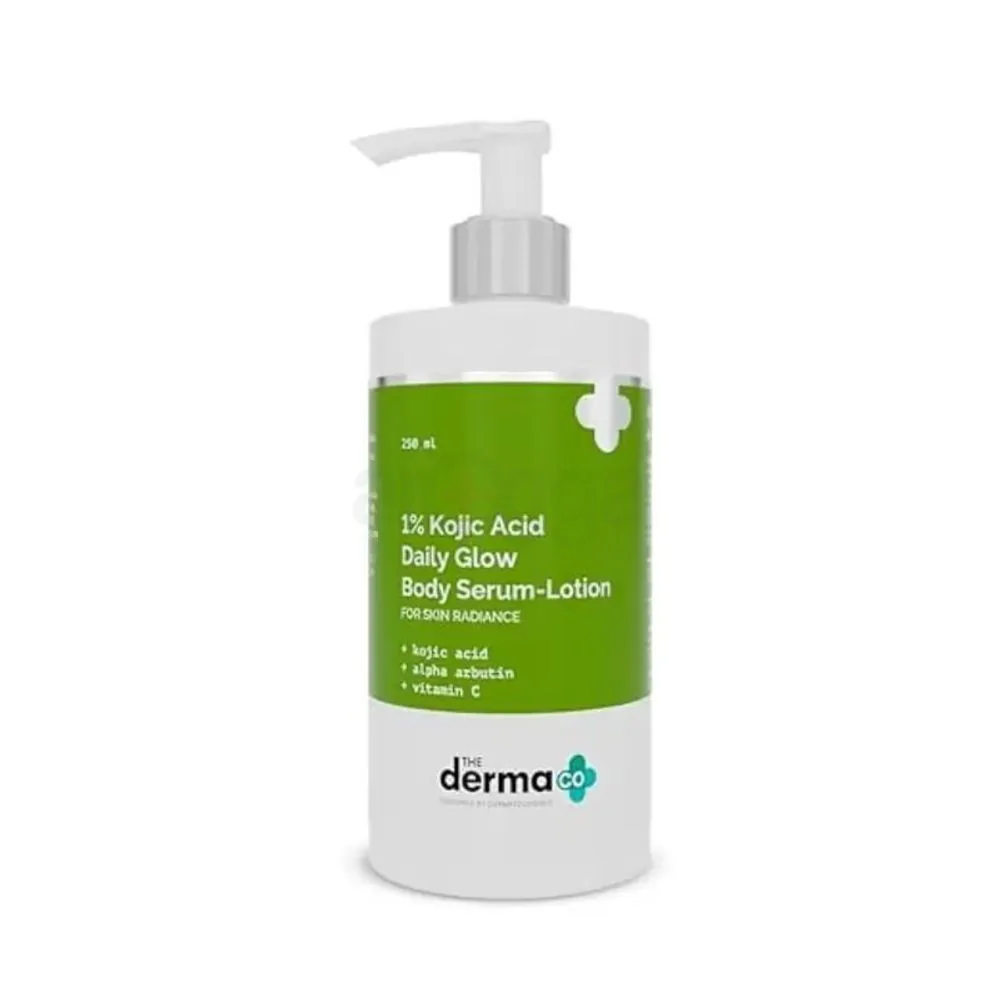 250 ml
1% Kojic Acid
Daily Glow
Body Serum-Lotion
FOR SKIN RADIANCE
+ kojic acid
+ alpha arbutin
+ vitamin C
THE
derma co